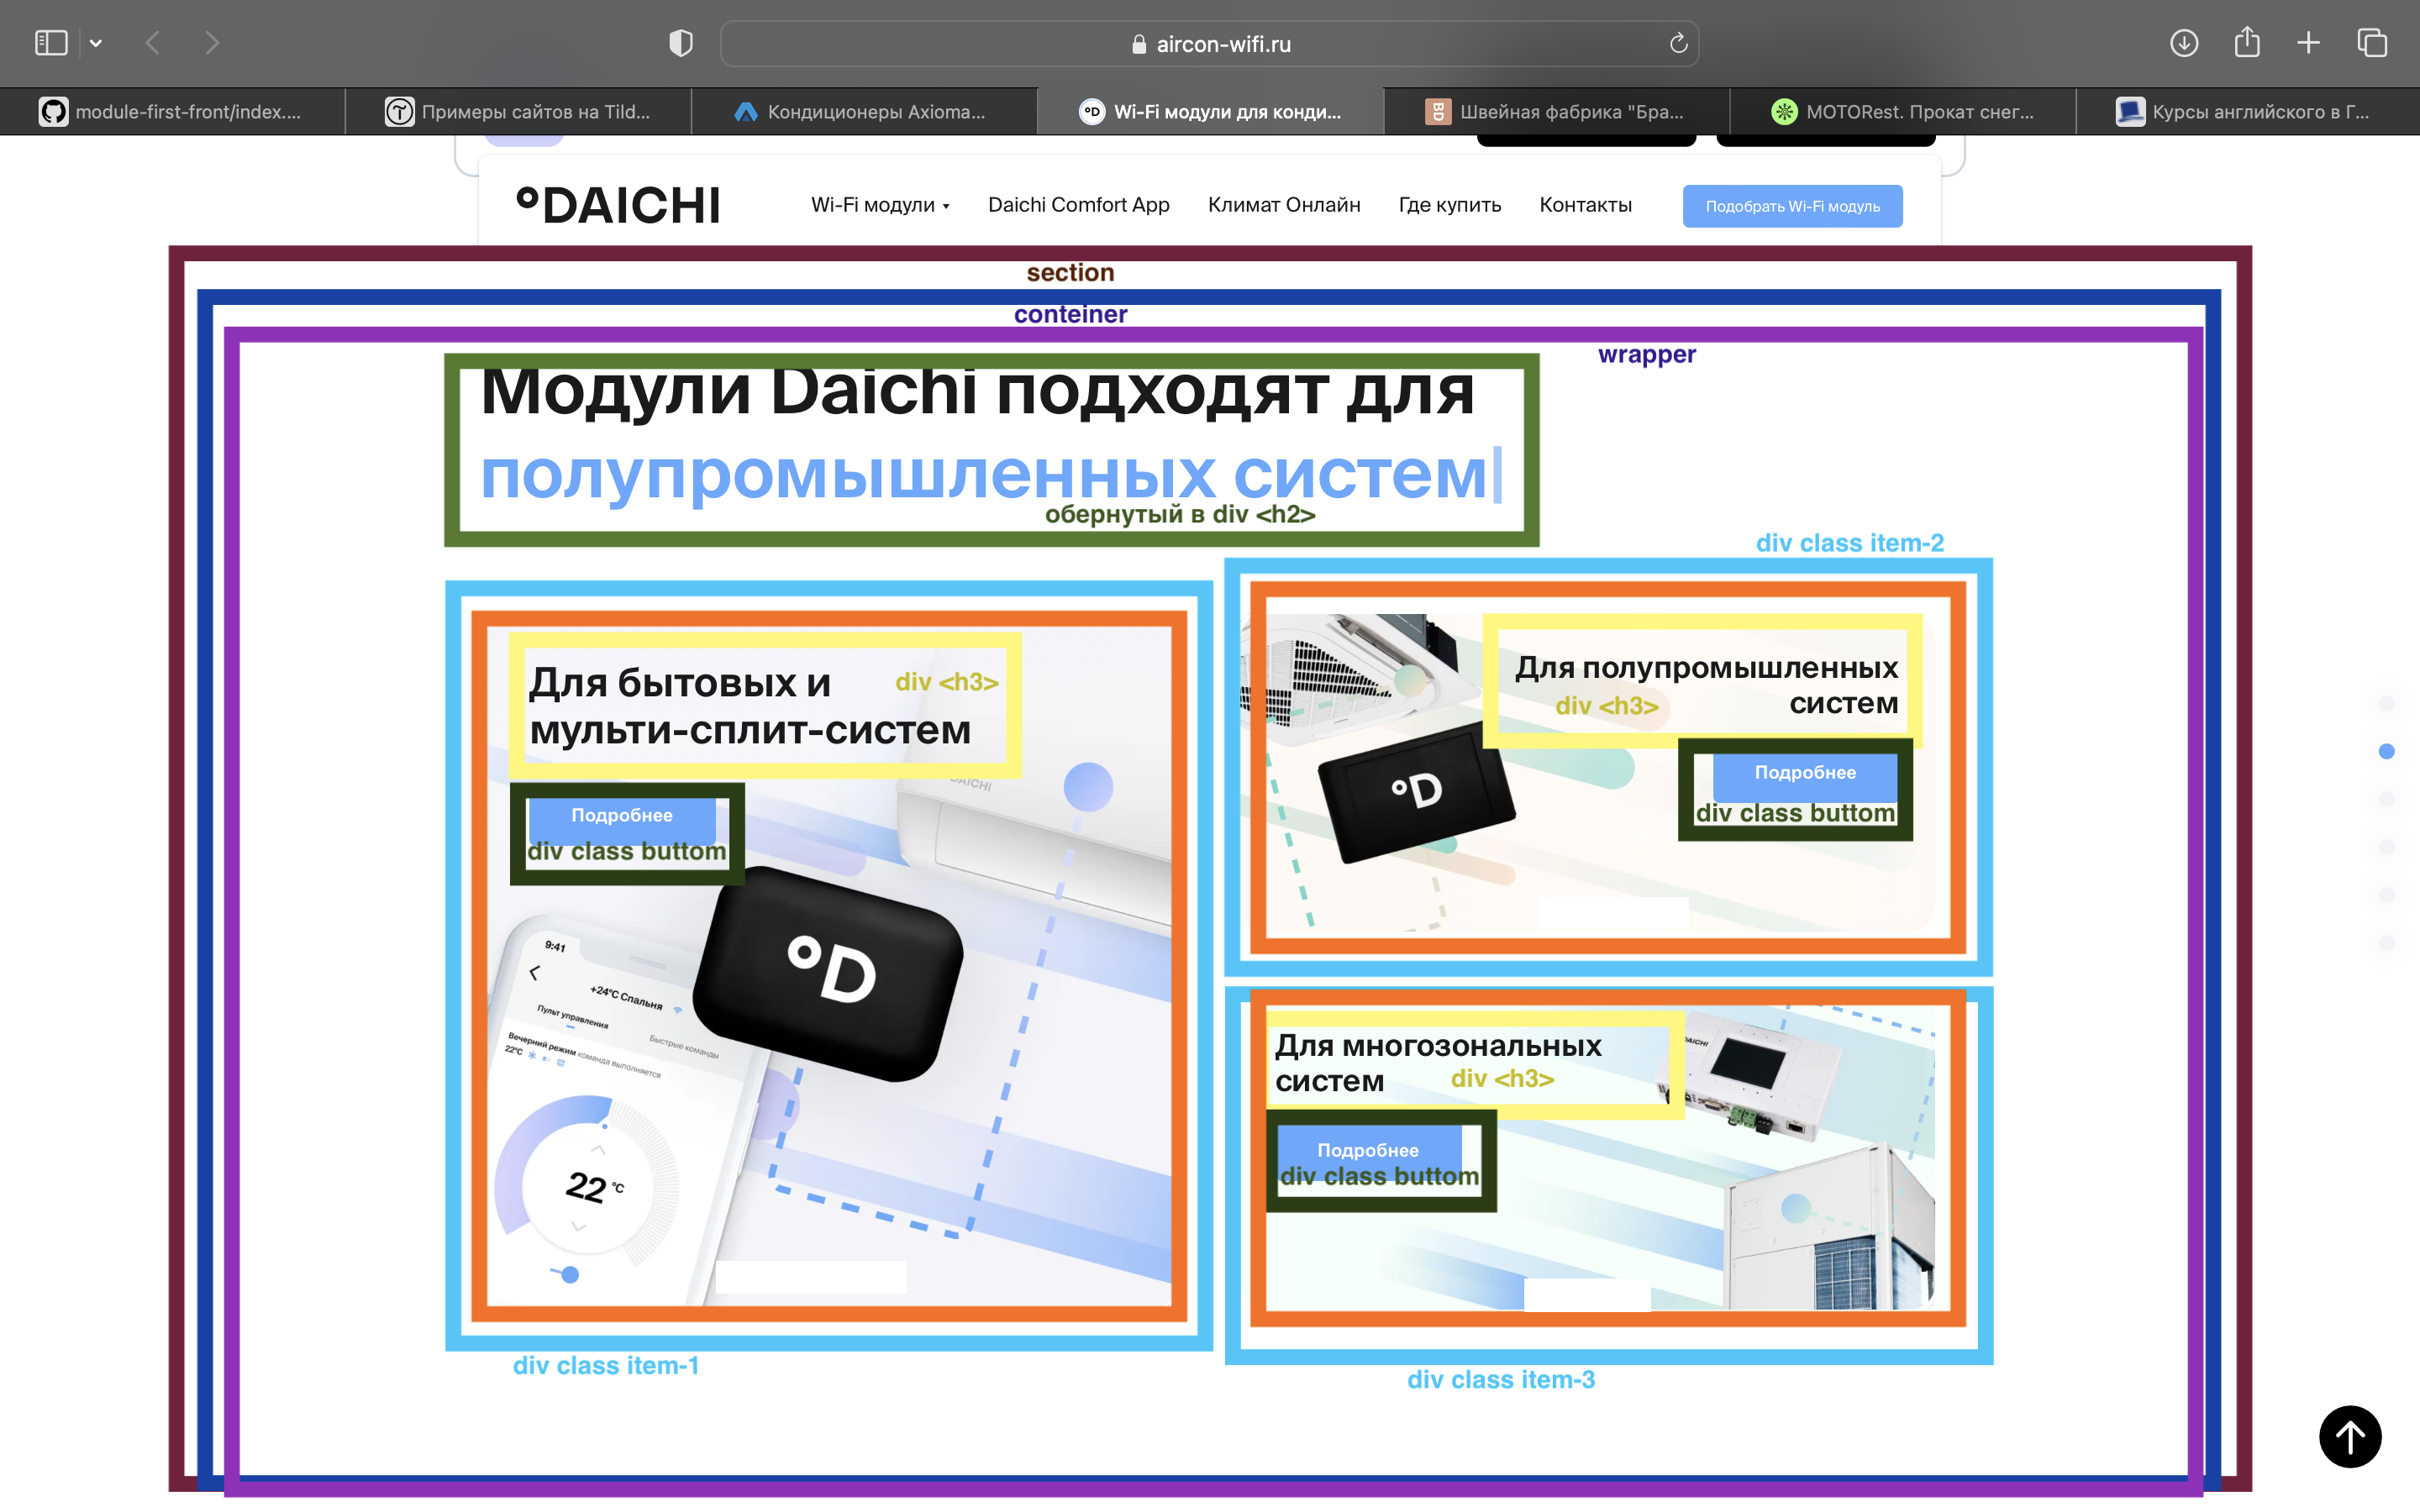 aircon-wifi.ru
module-first-front/index....
Примеры сайтов на Tild...
Кондиционеры Axioma...
°D Wi-Fi модули для конди...
BD Швейная фабрика "Бра...
MOTORest. Прокат снег...
Курсы английского в Г...
°DAICHI
Wi-Fi модули
Daichi Comfort App
Климат Онлайн
Где купить
Контакты
Подобрать Wi-Fi модуль
section
conteiner
wrapper
Модули Daichi подходят для
полупромышленных систем
обернутый в div <h2>
div class item-2
Для бытовых и
div <h3>
мульти-сплит-систем
Подробнее
div class buttom
DAICHI
°D
9:41
+24°C Спальня
Пульт управления
Быстрые команды
Вечерний режим команда выполняется
22°C
22 °C
div class item-1
Для полупромышленных
систем
div <h3>
Подробнее
div class buttom
°D
Для многозональных
систем
div <h3>
DAICHI
Подробнее
div class buttom
div class item-3